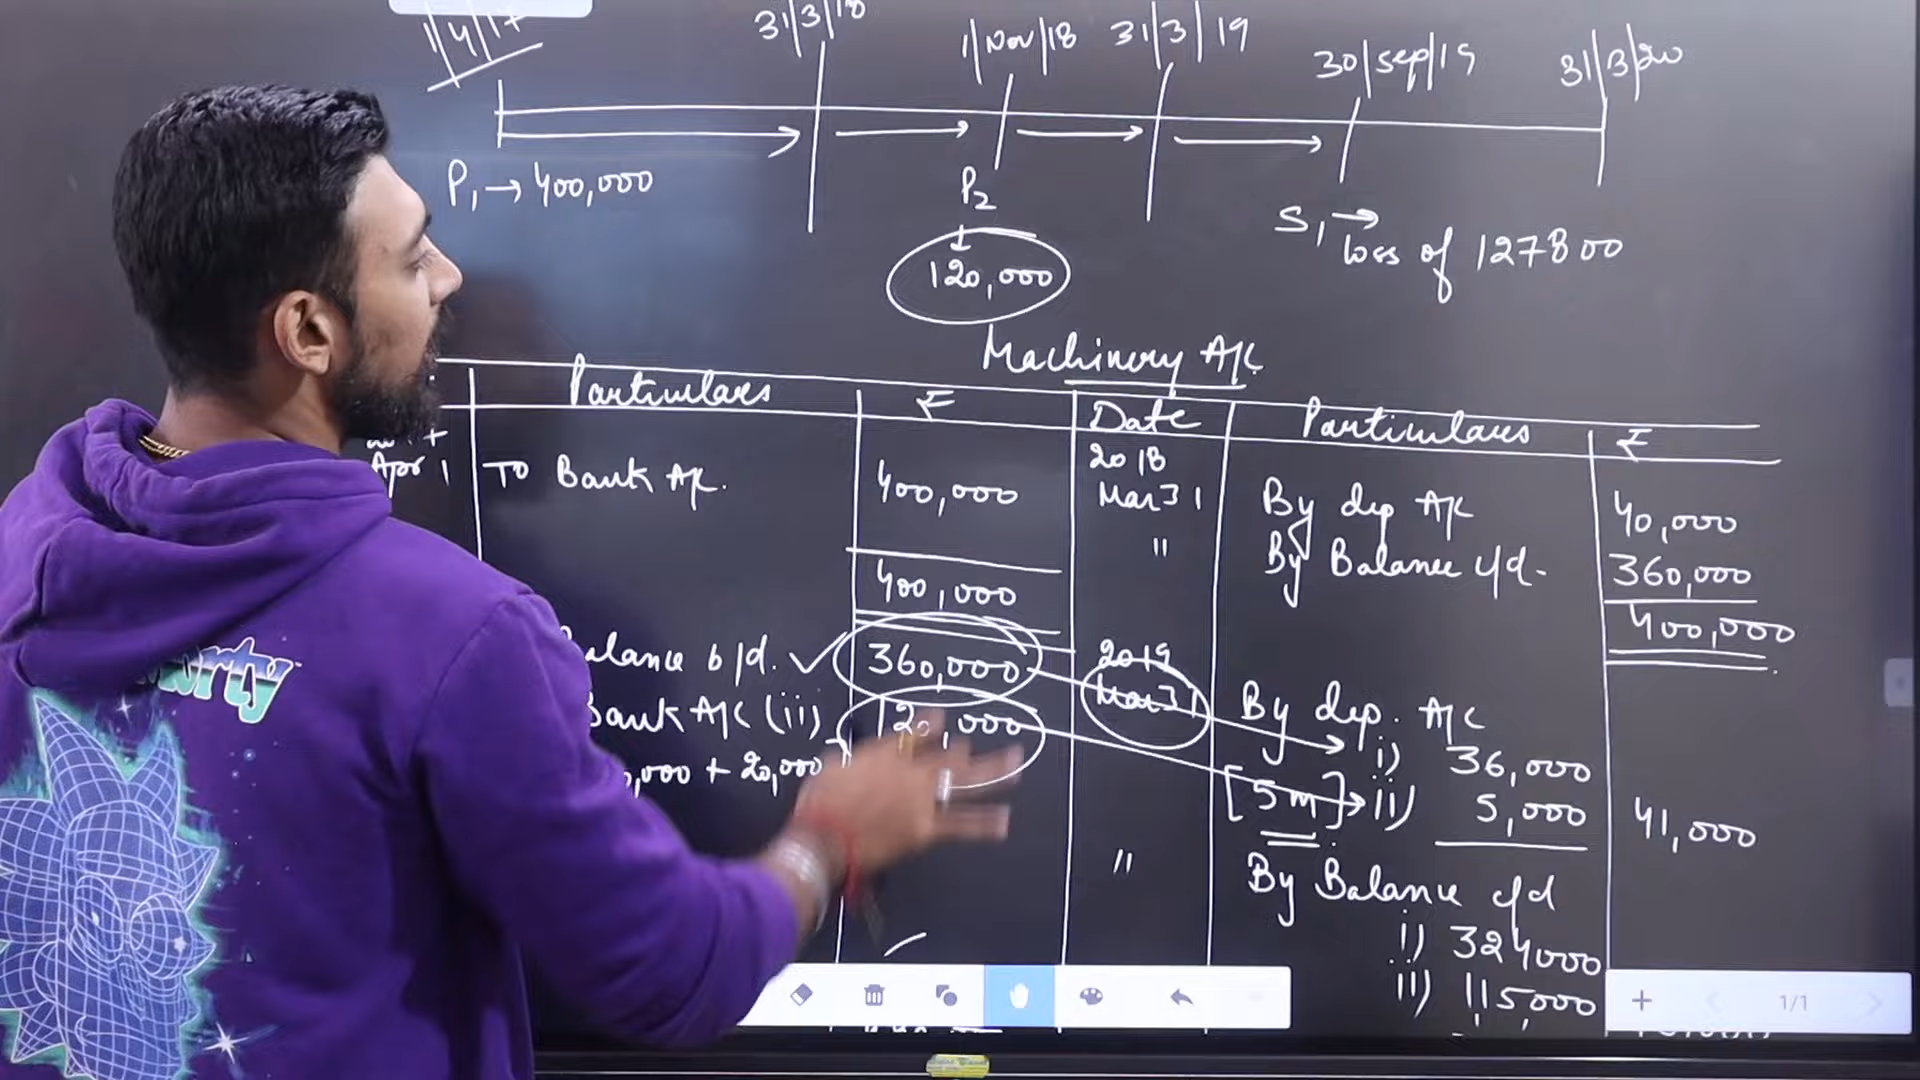 1/4/17
31/3/18
1/Nov/18
31/3/19
30/Sep/19
31/3/20
P1 → 400,000
P2
120,000
S1 → loss of 127800
Machinery A/c
Particulars ₹ Date Particulars ₹
Apr 1 To Bank A/c. 400,000 2018 Mar 31 By dep A/c 40,000
" By Balance c/d. 360,000
400,000 400,000
alance b/d. ✓ 360,000 2019 Mar 31 By dep. A/c
Bank A/c (ii) 120,000 i) 36,000
,000 + 20,000 [5m] → ii) 5,000 41,000
" By Balance c/d
i) 324000
ii) 115,000
1/1